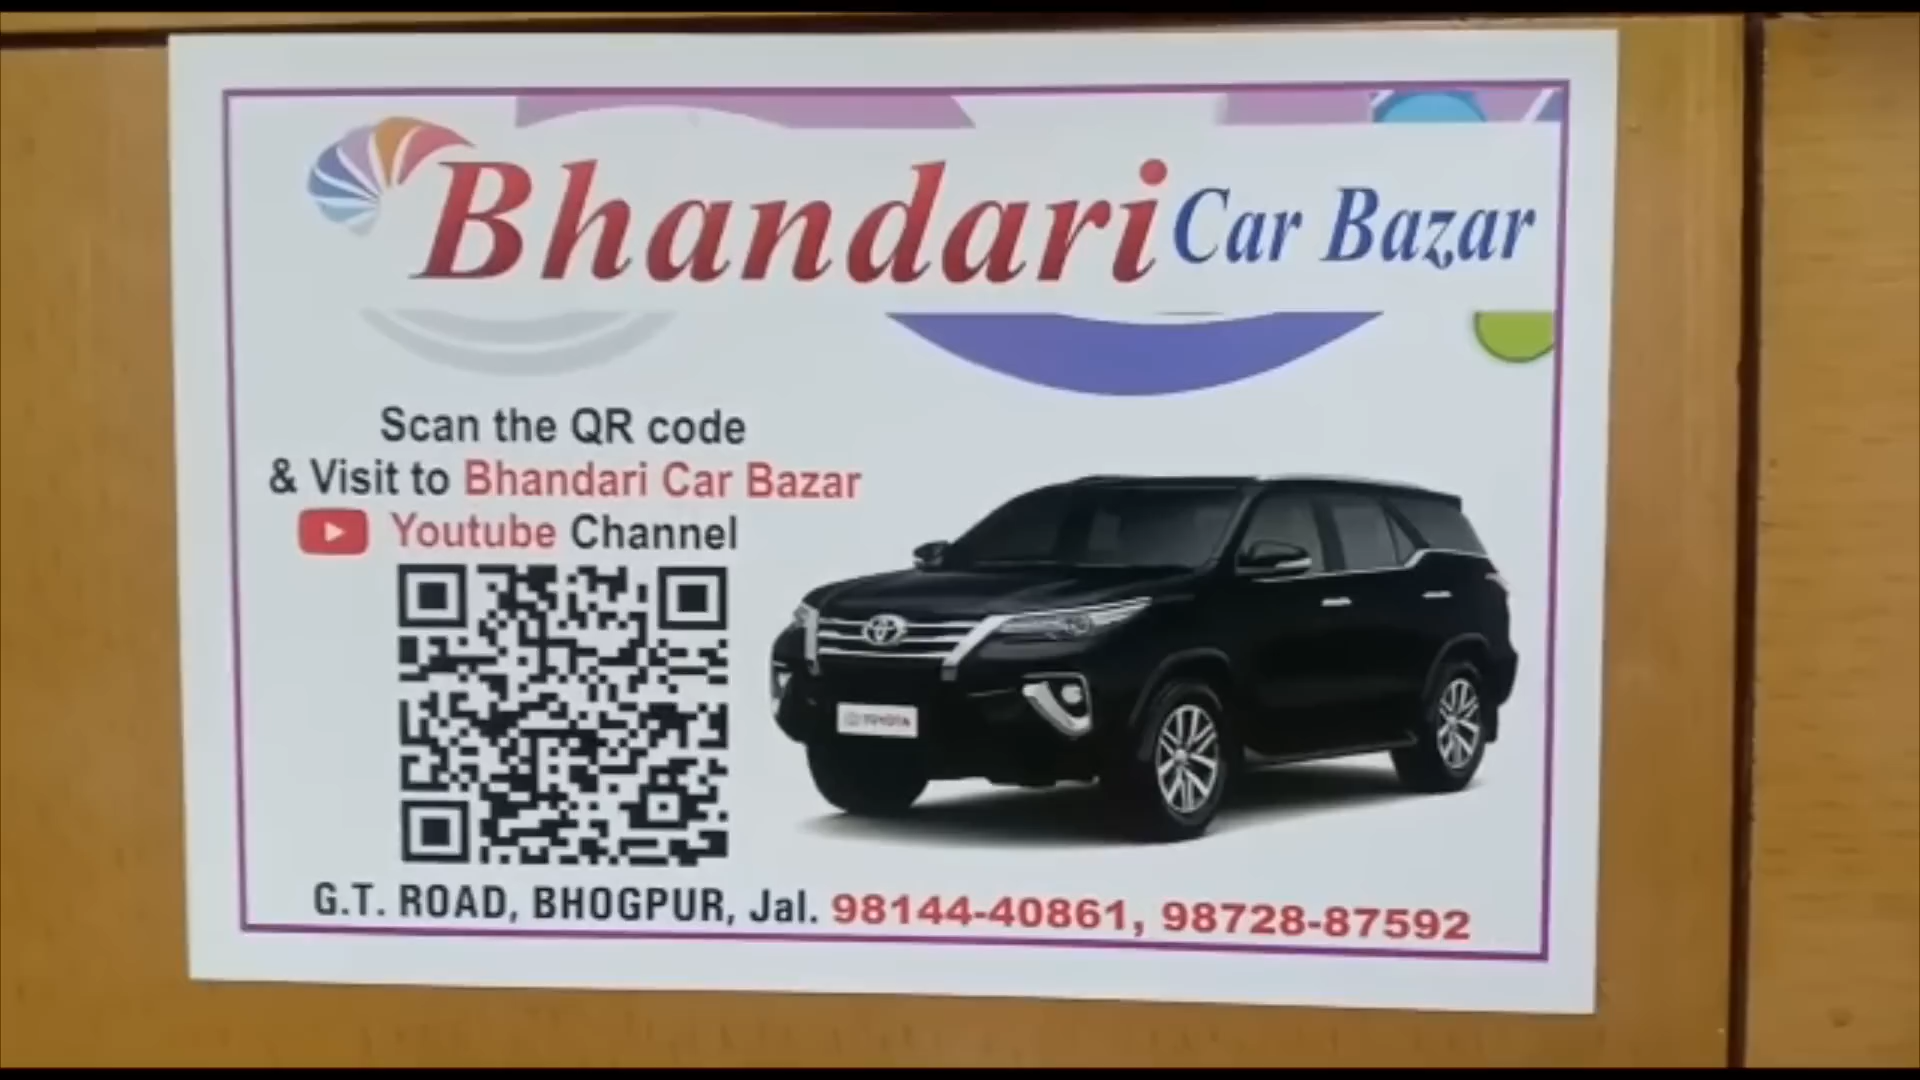 Bhandari Car Bazar
Scan the QR code
& Visit to Bhandari Car Bazar
Youtube Channel
TOYOTA
G.T. ROAD, BHOGPUR, Jal. 98144-40861, 98728-87592